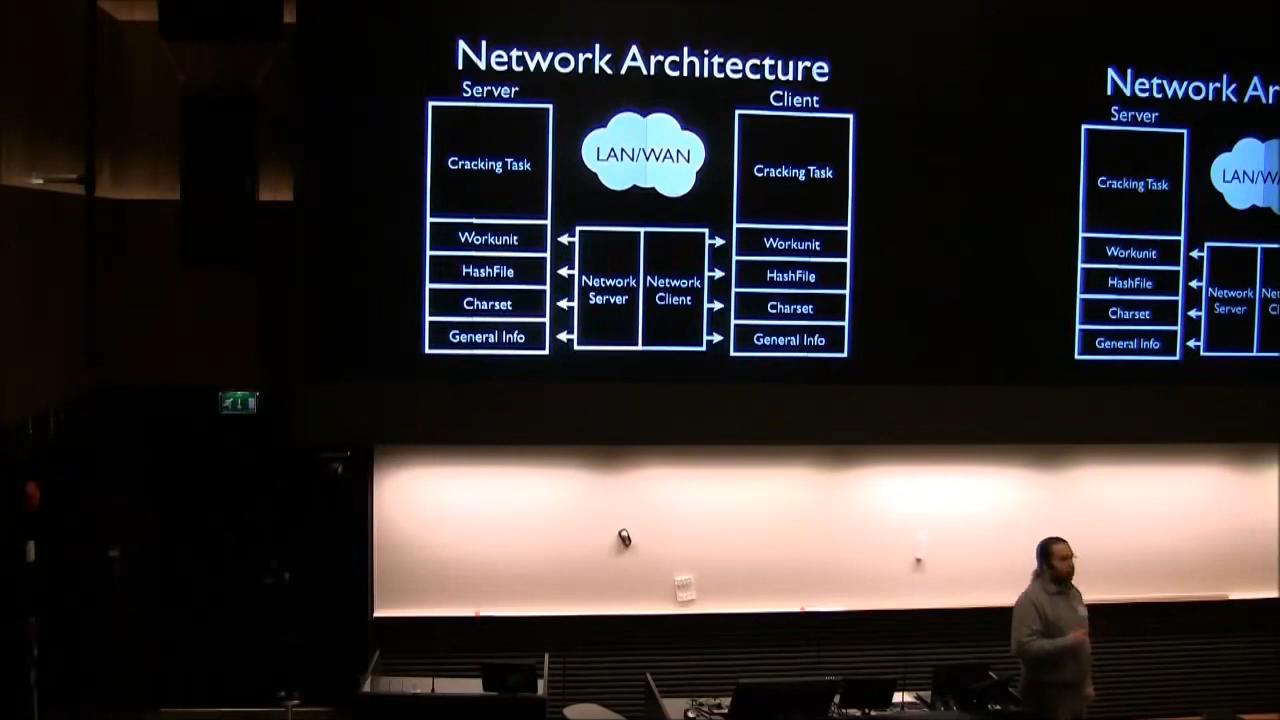 Network Architecture
Server
Client
Cracking Task
LAN/WAN
Cracking Task
Workunit
Workunit
HashFile
Network Server
Network Client
HashFile
Charset
Charset
General Info
General Info
Network Ar
Server
Cracking Task
LAN/WA
Workunit
HashFile
Network
Server
Charset
General Info